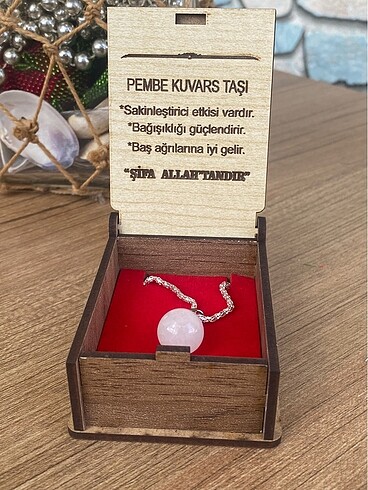 PEMBE KUVARS TAŞI
*Sakinleştirici etkisi vardır.
*Bağışıklığı güçlendirir.
*Baş ağrılarına iyi gelir.
“ŞİFA ALLAH'TANDIR”